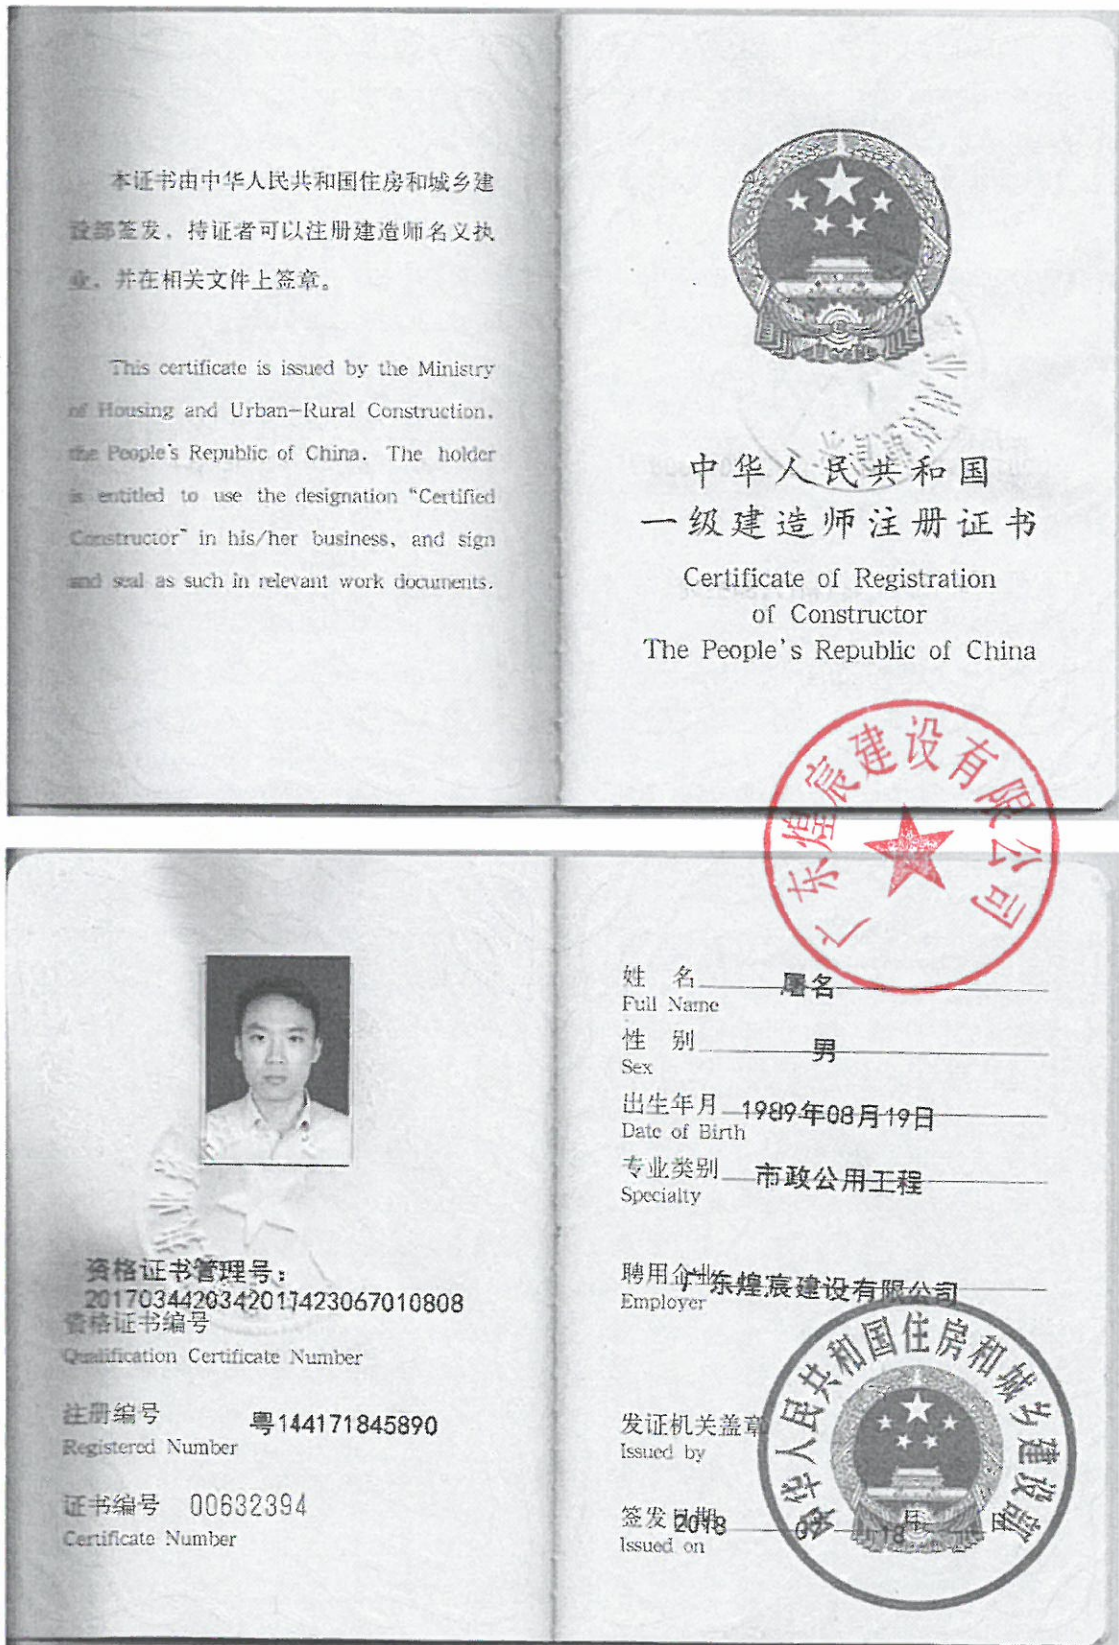 本证书由中华人民共和国住房和城乡建
设部签发，持证者可以注册建造师名义执
业，并在相关文件上签章。
This certificate is issued by the Ministry
of Housing and Urban-Rural Construction,
the People's Republic of China. The holder
is entitled to use the designation "Certified
Constructor" in his/her business, and sign
and seal as such in relevant work documents.
中华人民共和国
一级建造师注册证书
Certificate of Registration
of Constructor
The People's Republic of China
广东煌宸建设有限公司
资格证书管理号：
2017034420342017423067010808
资格证书编号
Qualification Certificate Number
注册编号 粤144171845890
Registered Number
证书编号 00632394
Certificate Number
姓 名 屠名
Full Name
性 别 男
Sex
出生年月 1989年08月19日
Date of Birth
专业类别 市政公用工程
Specialty
聘用企业 广东煌宸建设有限公司
Employer
发证机关盖章
Issued by
中华人民共和国住房和城乡建设部
签发日期 2018 月 18 日
Issued on